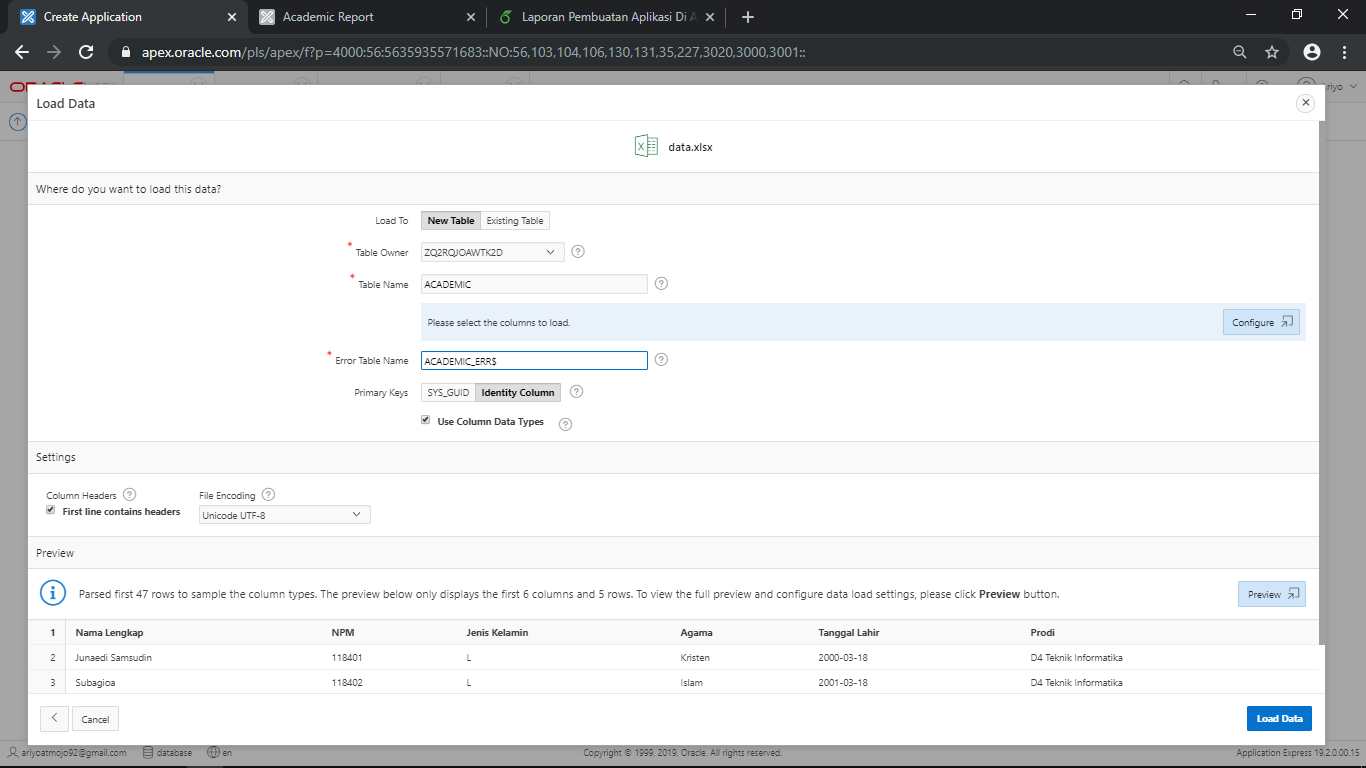 Create Application
Academic Report
Laporan Pembuatan Aplikasi Di A
apex.oracle.com/pls/apex/f?p=4000:56:5635935571683::NO:56,103,104,106,130,131,35,227,3020,3000,3001::
Load Data
data.xlsx
Where do you want to load this data?
Load To New Table Existing Table
* Table Owner ZQ2RQJOAWTK2D ?
* Table Name ACADEMIC ?
Please select the columns to load. Configure
* Error Table Name ACADEMIC_ERR$ ?
Primary Keys SYS_GUID Identity Column ?
Use Column Data Types ?
Settings
Column Headers ? File Encoding ?
First line contains headers Unicode UTF-8
Preview
Parsed first 47 rows to sample the column types. The preview below only displays the first 6 columns and 5 rows. To view the full preview and configure data load settings, please click Preview button. Preview
1 Nama Lengkap NPM Jenis Kelamin Agama Tanggal Lahir Prodi
2 Junaedi Samsudin 118401 L Kristen 2000-03-18 D4 Teknik Informatika
3 Subagioa 118402 L Islam 2001-03-18 D4 Teknik Informatika
Cancel Load Data
ariyoatmojo92@gmail.com database en Copyright © 1999, 2019, Oracle. All rights reserved. Application Express 19.2.0.00.15